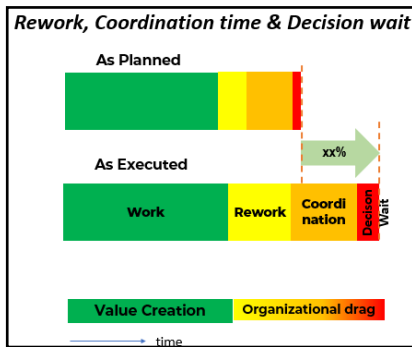 Rework, Coordination time & Decision wait
As Planned
xx%
As Executed
Work
Rework
Coordi
nation
Decison
Wait
Value Creation
Organizational drag
time